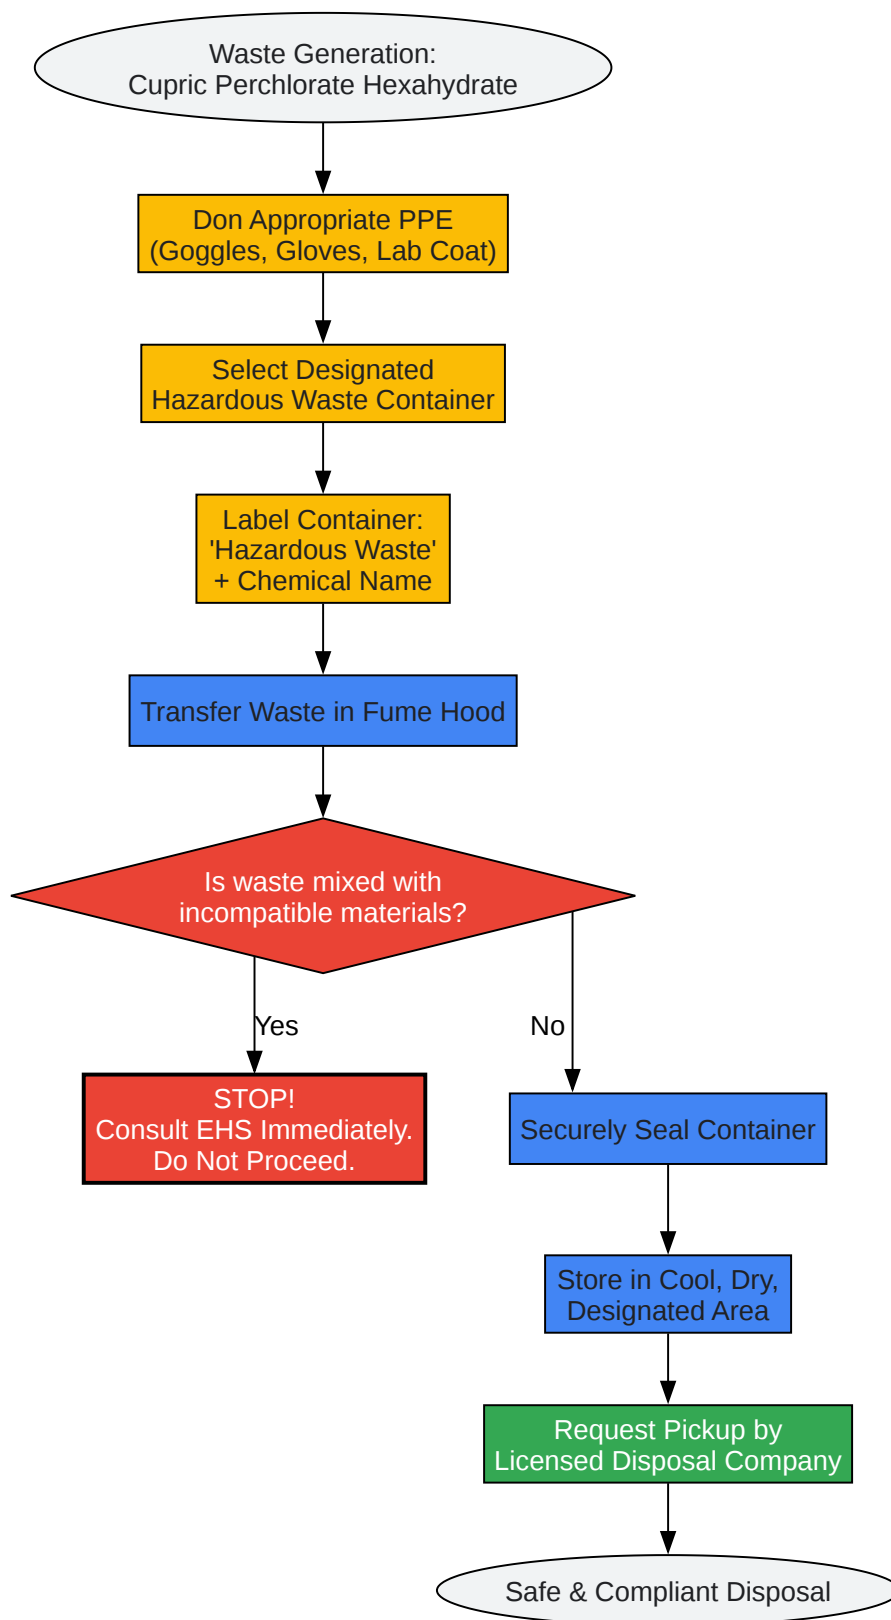 Waste Generation:
Cupric Perchlorate Hexahydrate
Don Appropriate PPE
(Goggles, Gloves, Lab Coat)
Select Designated
Hazardous Waste Container
Label Container:
'Hazardous Waste'
+ Chemical Name
Transfer Waste in Fume Hood
Is waste mixed with
incompatible materials?
Yes
No
STOP!
Consult EHS Immediately.
Do Not Proceed.
Securely Seal Container
Store in Cool, Dry,
Designated Area
Request Pickup by
Licensed Disposal Company
Safe & Compliant Disposal